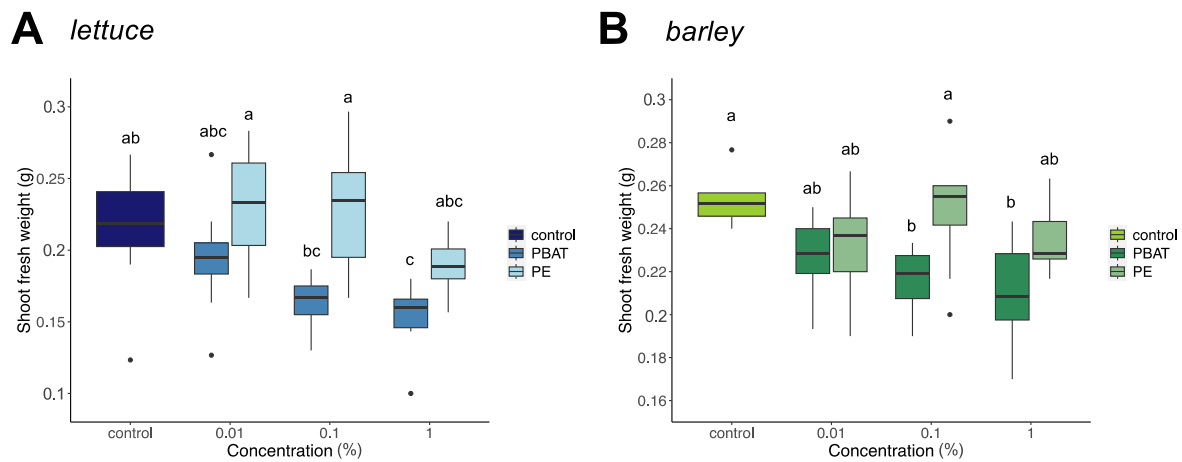 A lettuce
Shoot fresh weight (g)
0.3
0.25
0.2
0.15
0.1
ab
abc
a
bc
a
c
abc
control
0.01
0.1
1
Concentration (%)
control
PBAT
PE
B barley
Shoot fresh weight (g)
0.3
0.28
0.26
0.24
0.22
0.2
0.18
0.16
a
ab
ab
b
a
b
ab
control
0.01
0.1
1
Concentration (%)
control
PBAT
PE